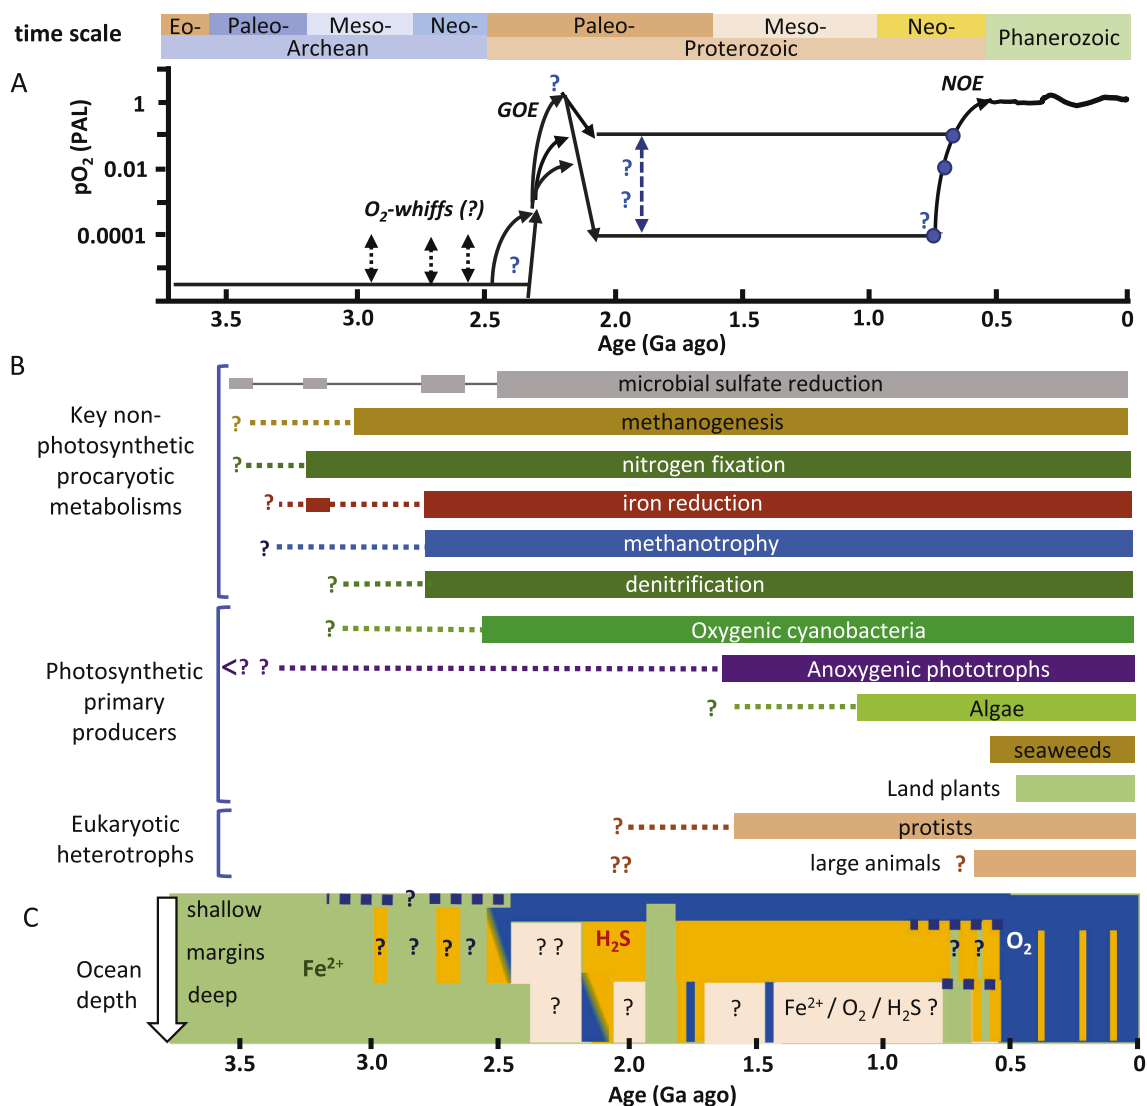 time scale
Eo-
Paleo-
Meso-
Neo-
Paleo-
Meso-
Neo-
Phanerozoic
Archean
Proterozoic
A
pO₂ (PAL)
1
0.01
0.0001
GOE
?
NOE
O₂-whiffs (?)
?
?
?
?
3.5
3.0
2.5
2.0
1.5
1.0
0.5
0
Age (Ga ago)
B
Key non-
photosynthetic
procaryotic
metabolisms
microbial sulfate reduction
? methanogenesis
? nitrogen fixation
? iron reduction
? methanotrophy
? denitrification
Photosynthetic
primary
producers
? Oxygenic cyanobacteria
<? ? Anoxygenic phototrophs
? Algae
seaweeds
Land plants
Eukaryotic
heterotrophs
? protists
?? large animals ?
C
Ocean
depth
shallow
margins
deep
Fe²⁺
?
? ? ? ?
? ?
H₂S
? ?
O₂
?
?
?
Fe²⁺ / O₂ / H₂S ?
3.5
3.0
2.5
2.0
1.5
1.0
0.5
0
Age (Ga ago)